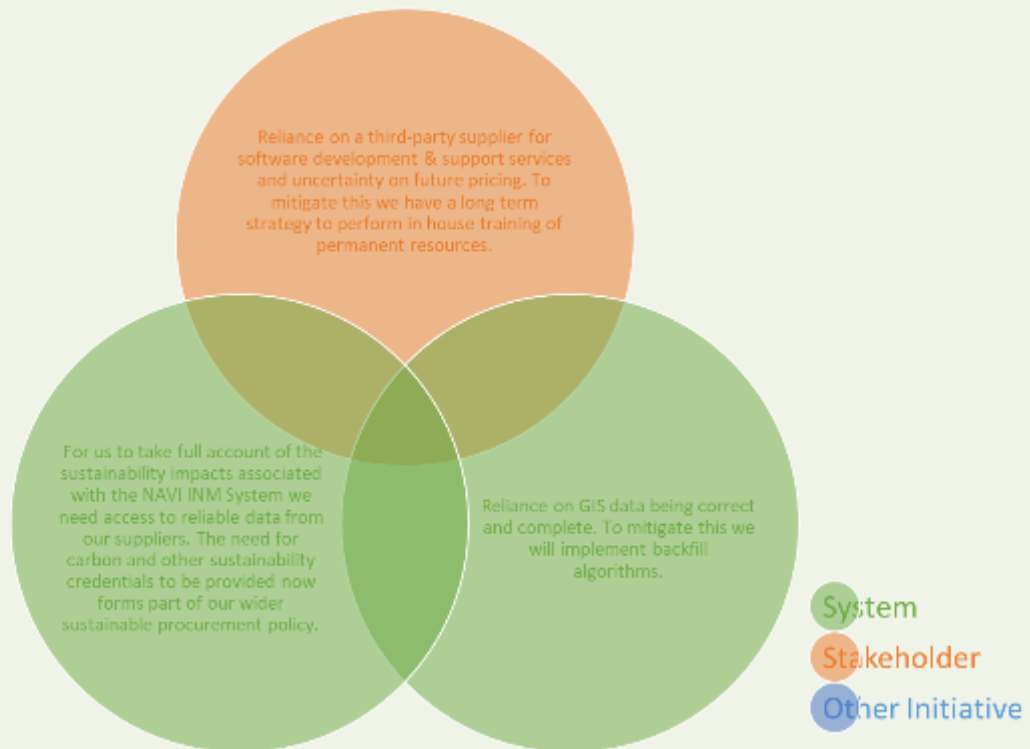 Reliance on a third-party supplier for
software development & support services
and uncertainty on future pricing. To
mitigate this we have a long term
strategy to perform in house training of
permanent resources.
For us to take full account of the
sustainability impacts associated
with the NAVI INM System we
need access to reliable data from
our suppliers. The need for
carbon and other sustainability
credentials to be provided now
forms part of our wider
sustainable procurement policy.
Reliance on GIS data being correct
and complete. To mitigate this we
will implement backfill
algorithms.
System
Stakeholder
Other Initiative